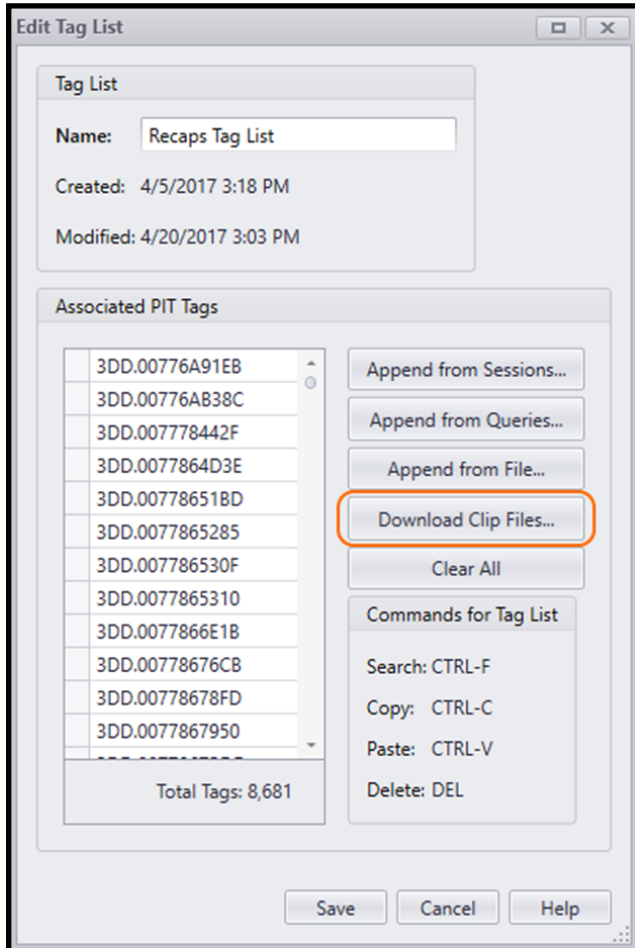 Edit Tag List
Tag List
Name: Recaps Tag List
Created: 4/5/2017 3:18 PM
Modified: 4/20/2017 3:03 PM
Associated PIT Tags
3DD.00776A91EB
3DD.00776AB38C
3DD.007778442F
3DD.0077864D3E
3DD.00778651BD
3DD.0077865285
3DD.007786530F
3DD.0077865310
3DD.0077866E1B
3DD.00778676CB
3DD.00778678FD
3DD.0077867950
Total Tags: 8,681
Append from Sessions...
Append from Queries...
Append from File...
Download Clip Files...
Clear All
Commands for Tag List
Search: CTRL-F
Copy: CTRL-C
Paste: CTRL-V
Delete: DEL
Save Cancel Help